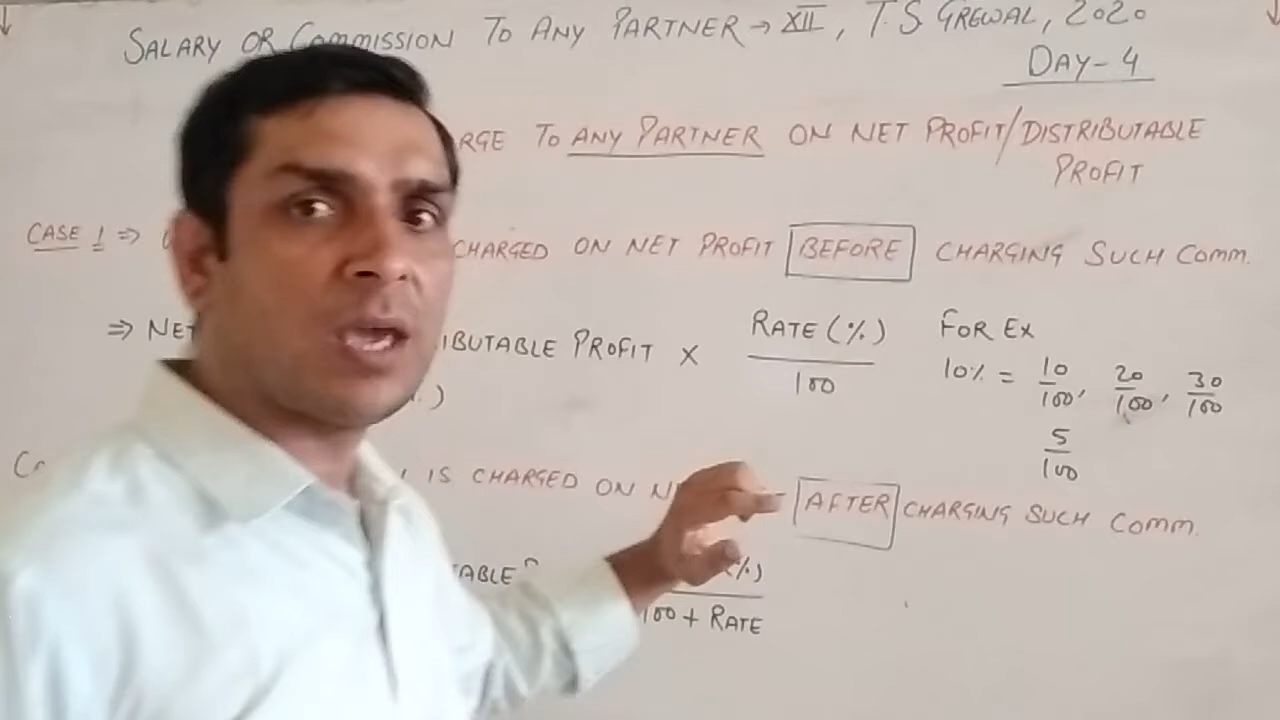 SALARY OR COMMISSION TO ANY PARTNER → XII, T.S GREWAL, 2020
DAY-4
RGE TO ANY PARTNER ON NET PROFIT/DISTRIBUTABLE
PROFIT
CASE 1 ⇒ CHARGED ON NET PROFIT BEFORE CHARGING SUCH COMM.
⇒ NET IBUTABLE PROFIT × RATE (%) / 100
.)
FOR EX
10% = 10/100, 20/100, 30/100
5/100
IS CHARGED ON N AFTER CHARGING SUCH COMM.
TABLE %) / 100 + RATE